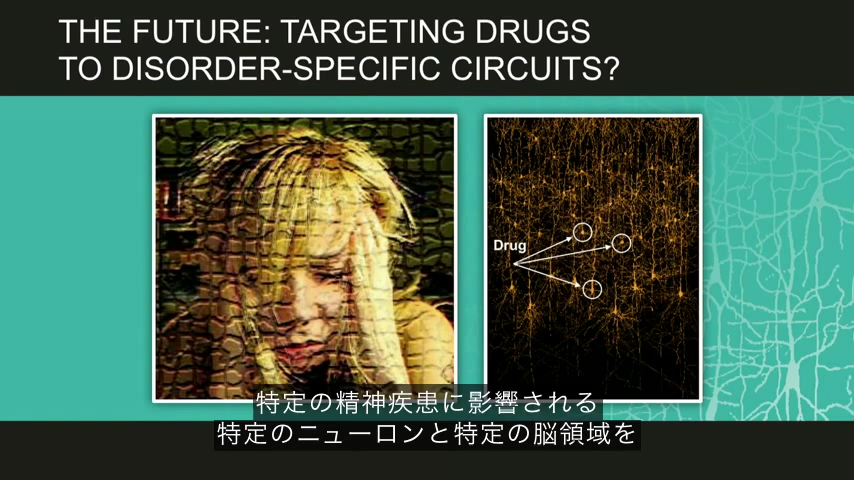 THE FUTURE: TARGETING DRUGS
TO DISORDER-SPECIFIC CIRCUITS?
Drug
特定の精神疾患に影響される
特定のニューロンと特定の脳領域を